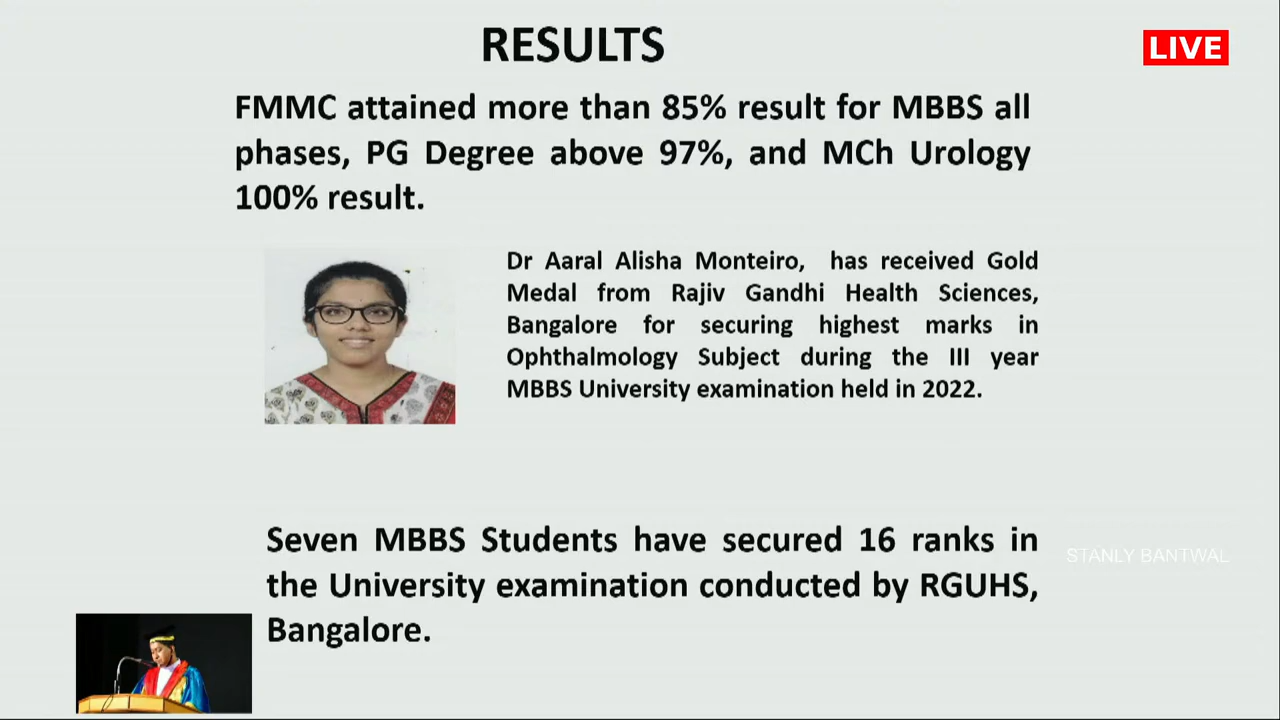 RESULTS
LIVE
FMMC attained more than 85% result for MBBS all
phases, PG Degree above 97%, and MCh Urology
100% result.
Dr Aaral Alisha Monteiro, has received Gold
Medal from Rajiv Gandhi Health Sciences,
Bangalore for securing highest marks in
Ophthalmology Subject during the III year
MBBS University examination held in 2022.
Seven MBBS Students have secured 16 ranks in
the University examination conducted by RGUHS,
Bangalore.
STANLY BANTWAL